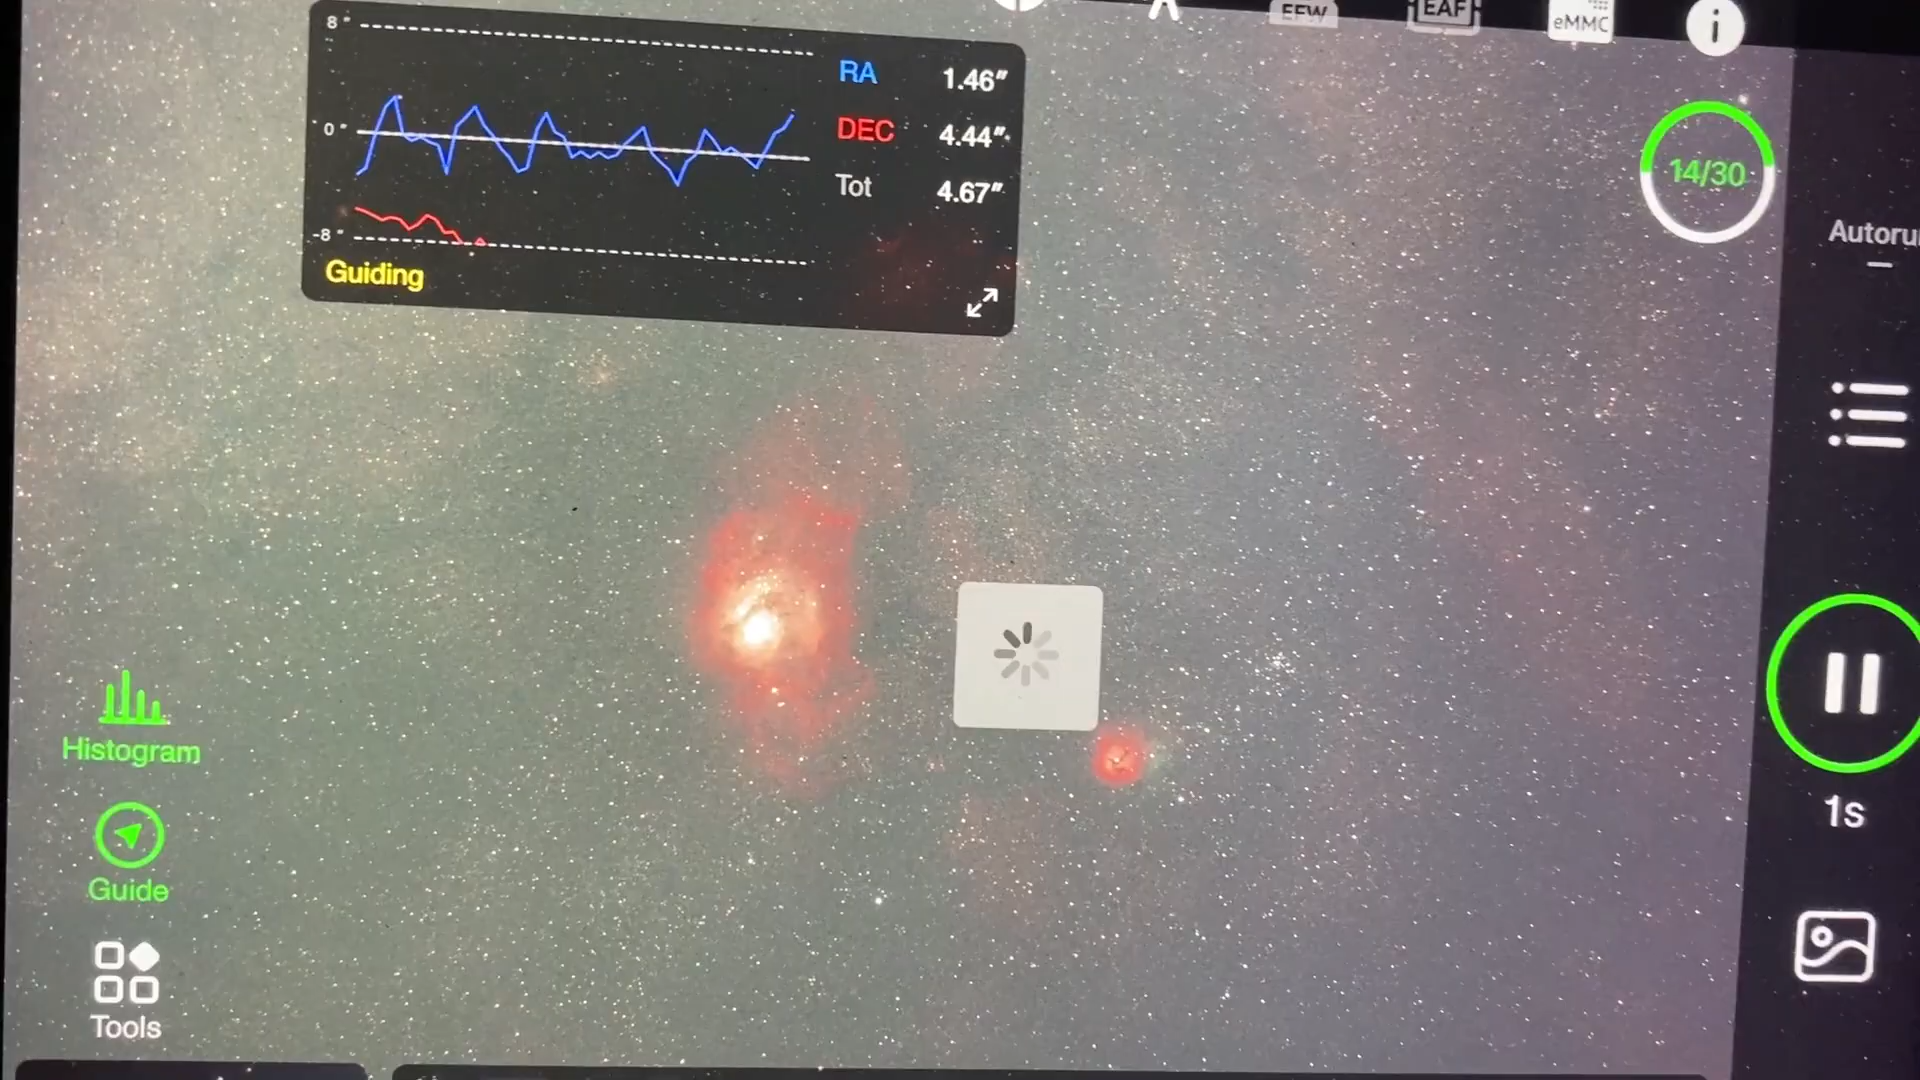 EFW
EAF
eMMC
i
8"
0"
-8"
RA 1.46"
DEC 4.44"
Tot 4.67"
Guiding
14/30
Autoru
Histogram
Guide
1s
Tools